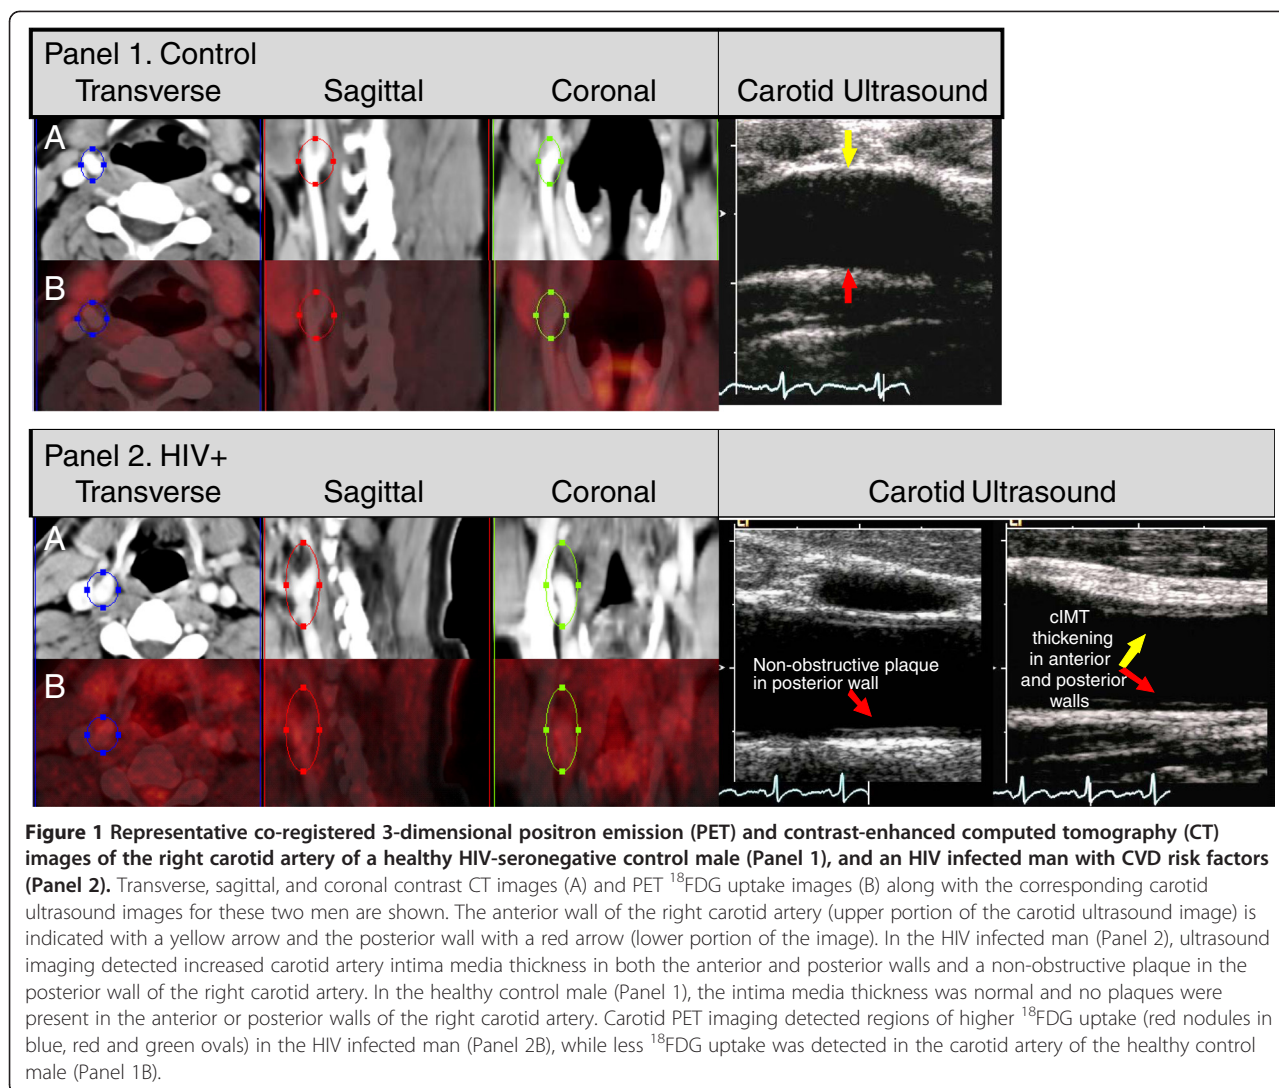 Panel 1. Control
Transverse Sagittal Coronal Carotid Ultrasound
A
B
Panel 2. HIV+
Transverse Sagittal Coronal Carotid Ultrasound
A
B
Non-obstructive plaque
in posterior wall
cIMT
thickening
in anterior
and posterior
walls
Figure 1 Representative co-registered 3-dimensional positron emission (PET) and contrast-enhanced computed tomography (CT)
images of the right carotid artery of a healthy HIV-seronegative control male (Panel 1), and an HIV infected man with CVD risk factors
(Panel 2). Transverse, sagittal, and coronal contrast CT images (A) and PET ¹⁸FDG uptake images (B) along with the corresponding carotid
ultrasound images for these two men are shown. The anterior wall of the right carotid artery (upper portion of the carotid ultrasound image) is
indicated with a yellow arrow and the posterior wall with a red arrow (lower portion of the image). In the HIV infected man (Panel 2), ultrasound
imaging detected increased carotid artery intima media thickness in both the anterior and posterior walls and a non-obstructive plaque in the
posterior wall of the right carotid artery. In the healthy control male (Panel 1), the intima media thickness was normal and no plaques were
present in the anterior or posterior walls of the right carotid artery. Carotid PET imaging detected regions of higher ¹⁸FDG uptake (red nodules in
blue, red and green ovals) in the HIV infected man (Panel 2B), while less ¹⁸FDG uptake was detected in the carotid artery of the healthy control
male (Panel 1B).